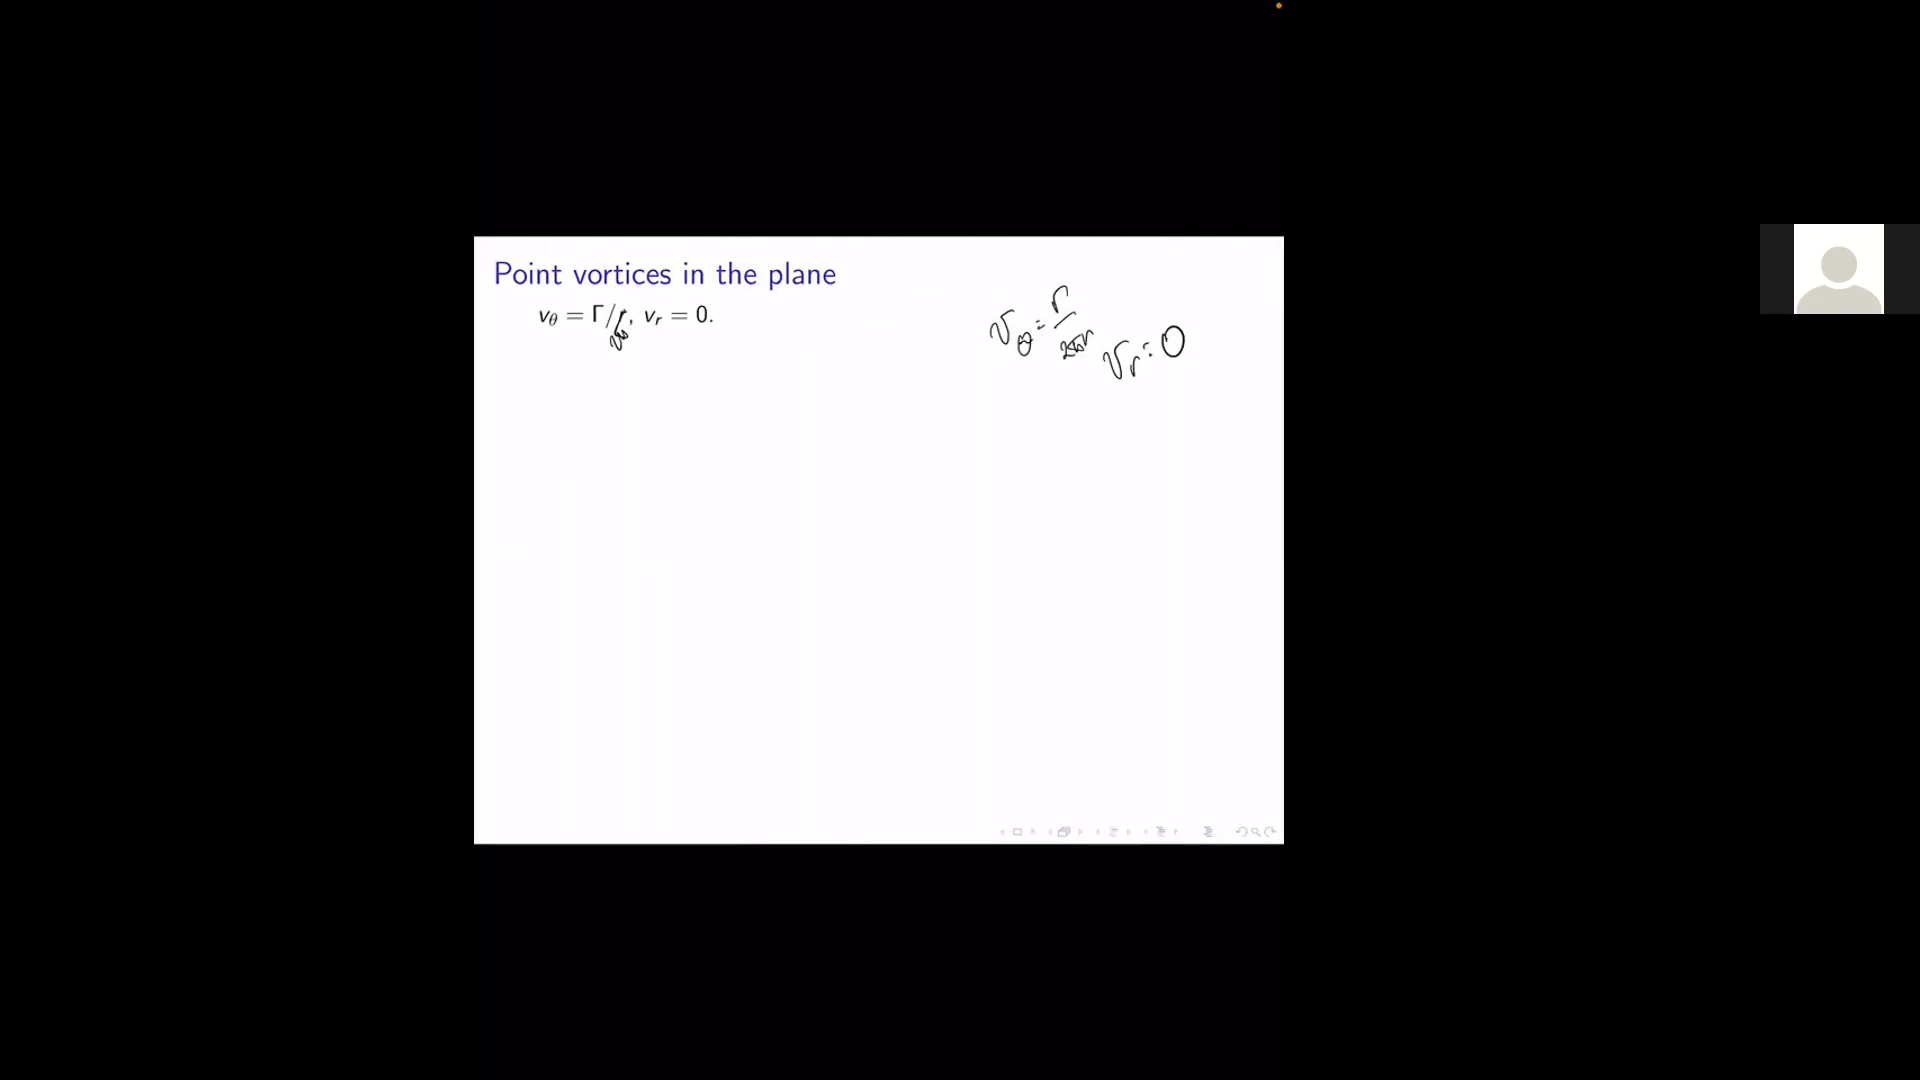 Point vortices in the plane
v_θ = Γ/r, v_r = 0.
v_θ = Γ/2πr v_r = 0